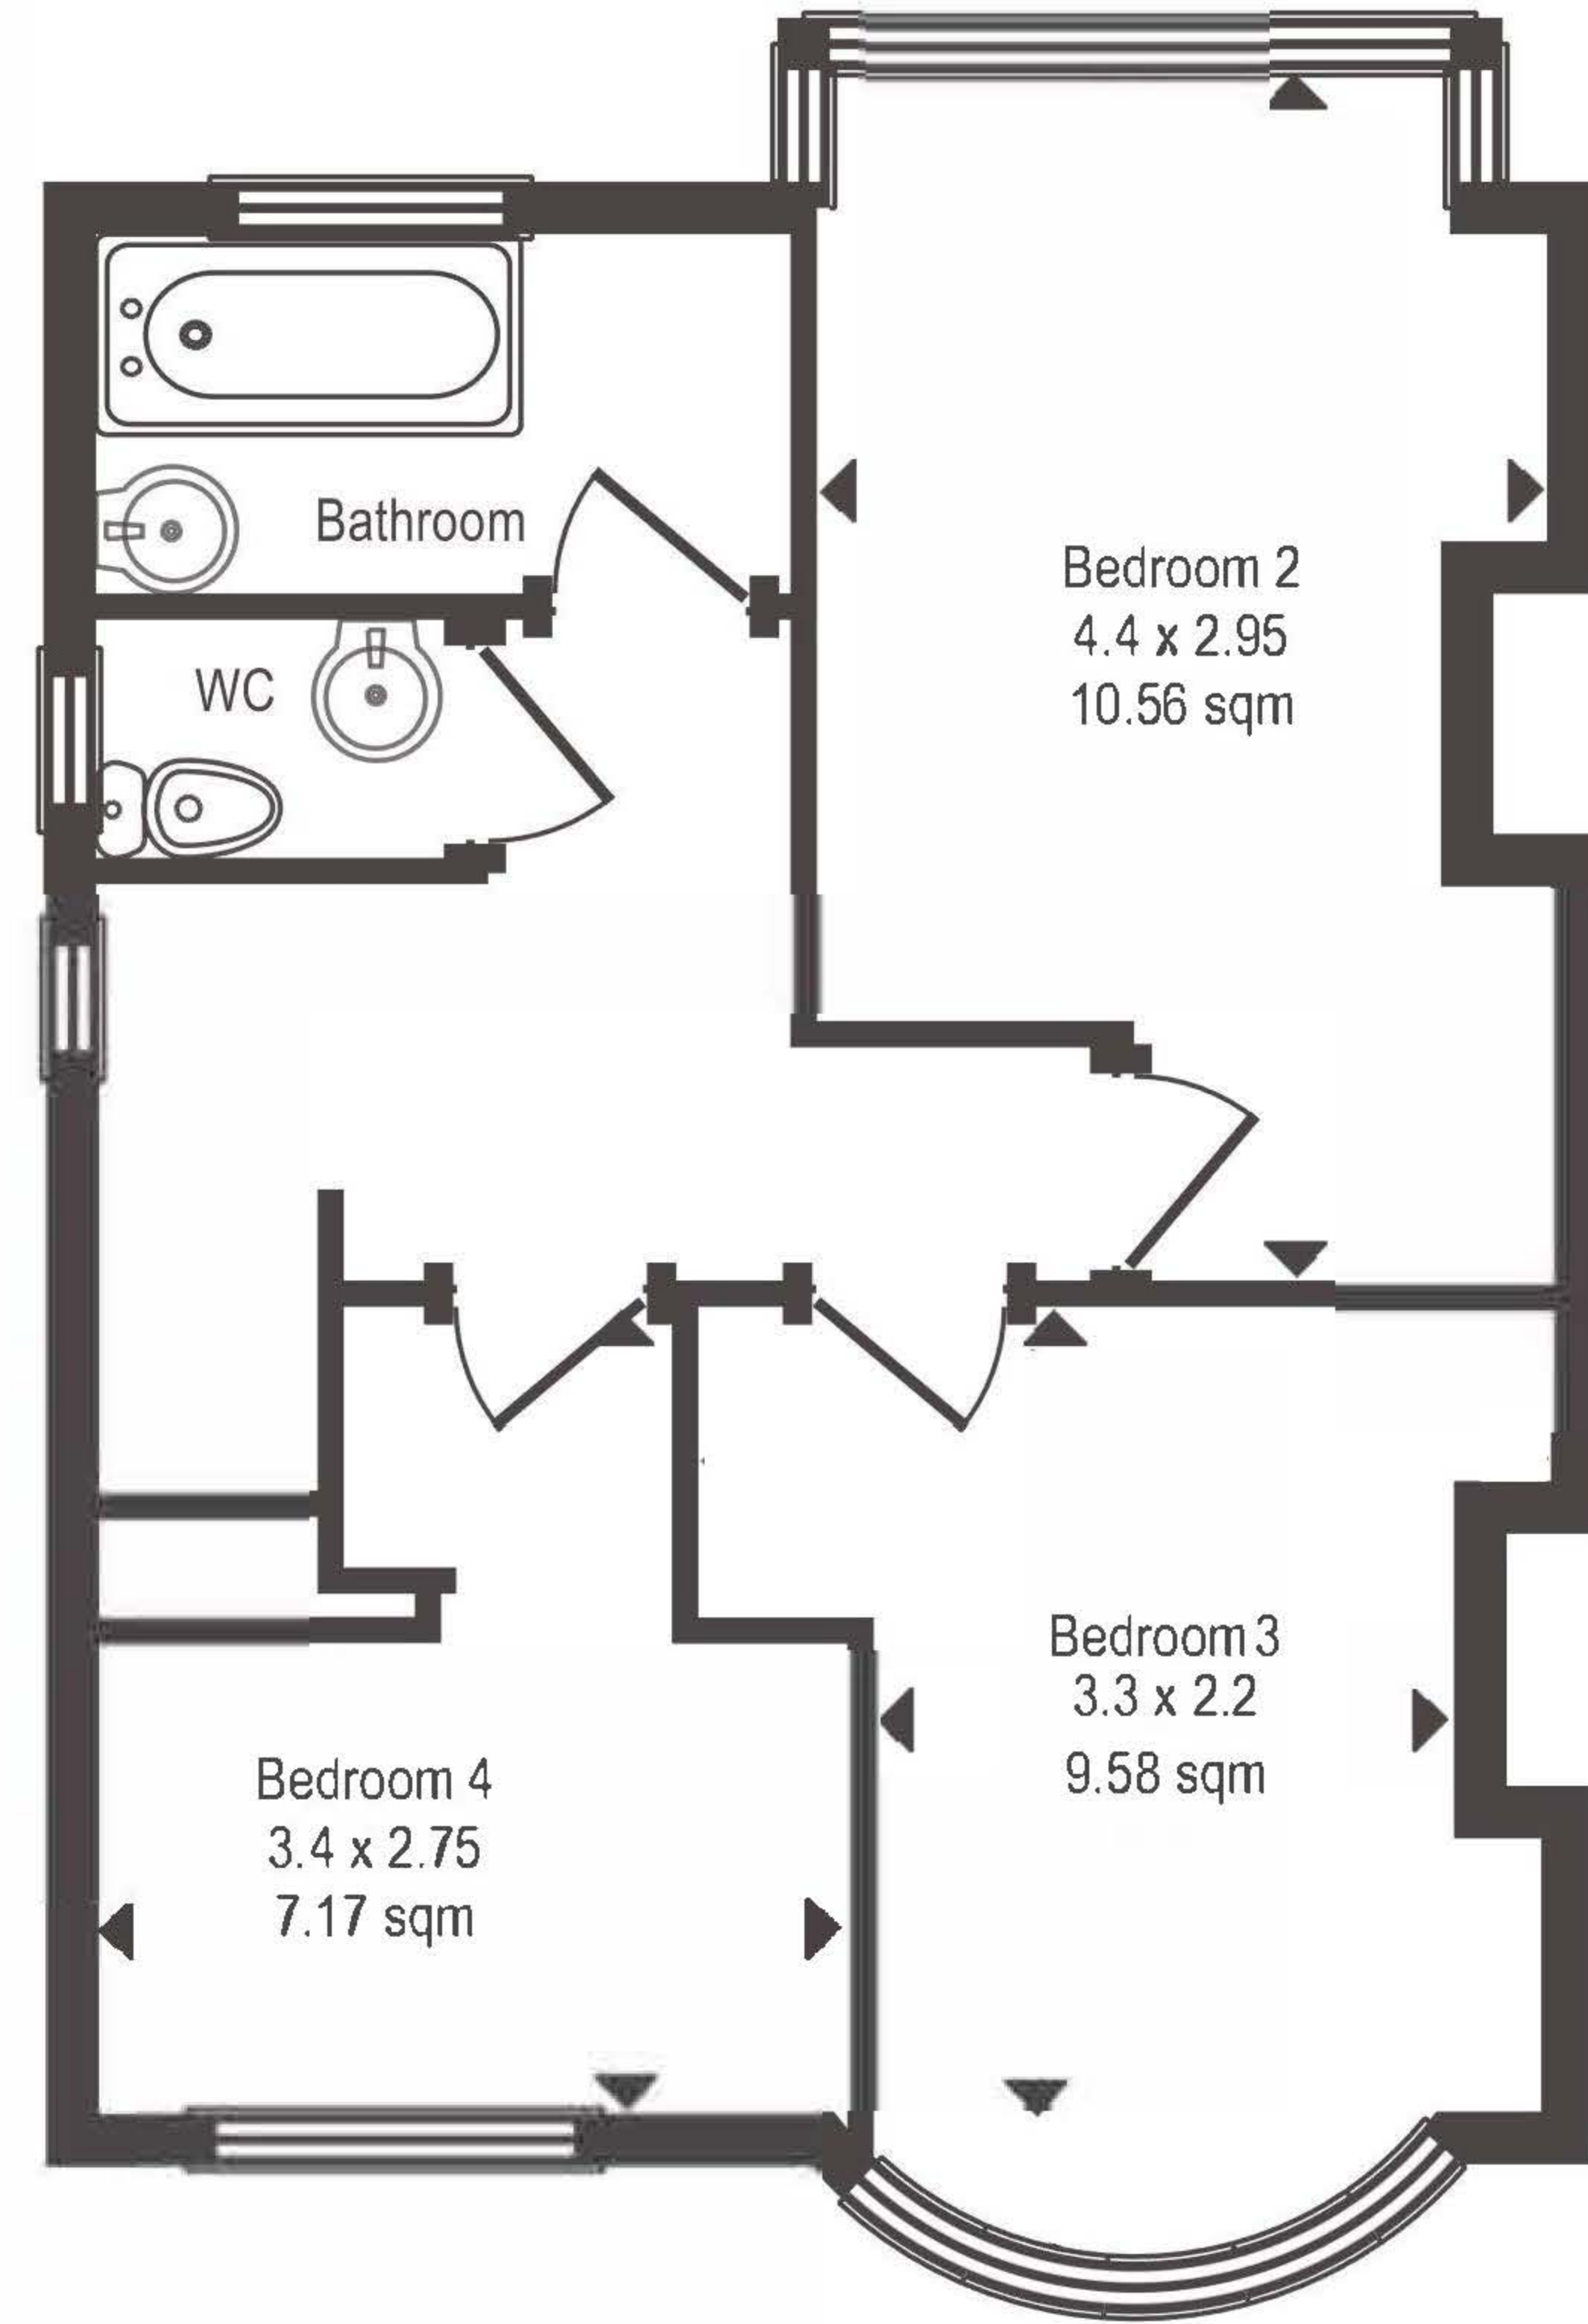 Bathroom
Bedroom 2
4.4 x 2.95
10.56 sqm
WC
Bedroom 3
3.3 x 2.2
9.58 sqm
Bedroom 4
3.4 x 2.75
7.17 sqm